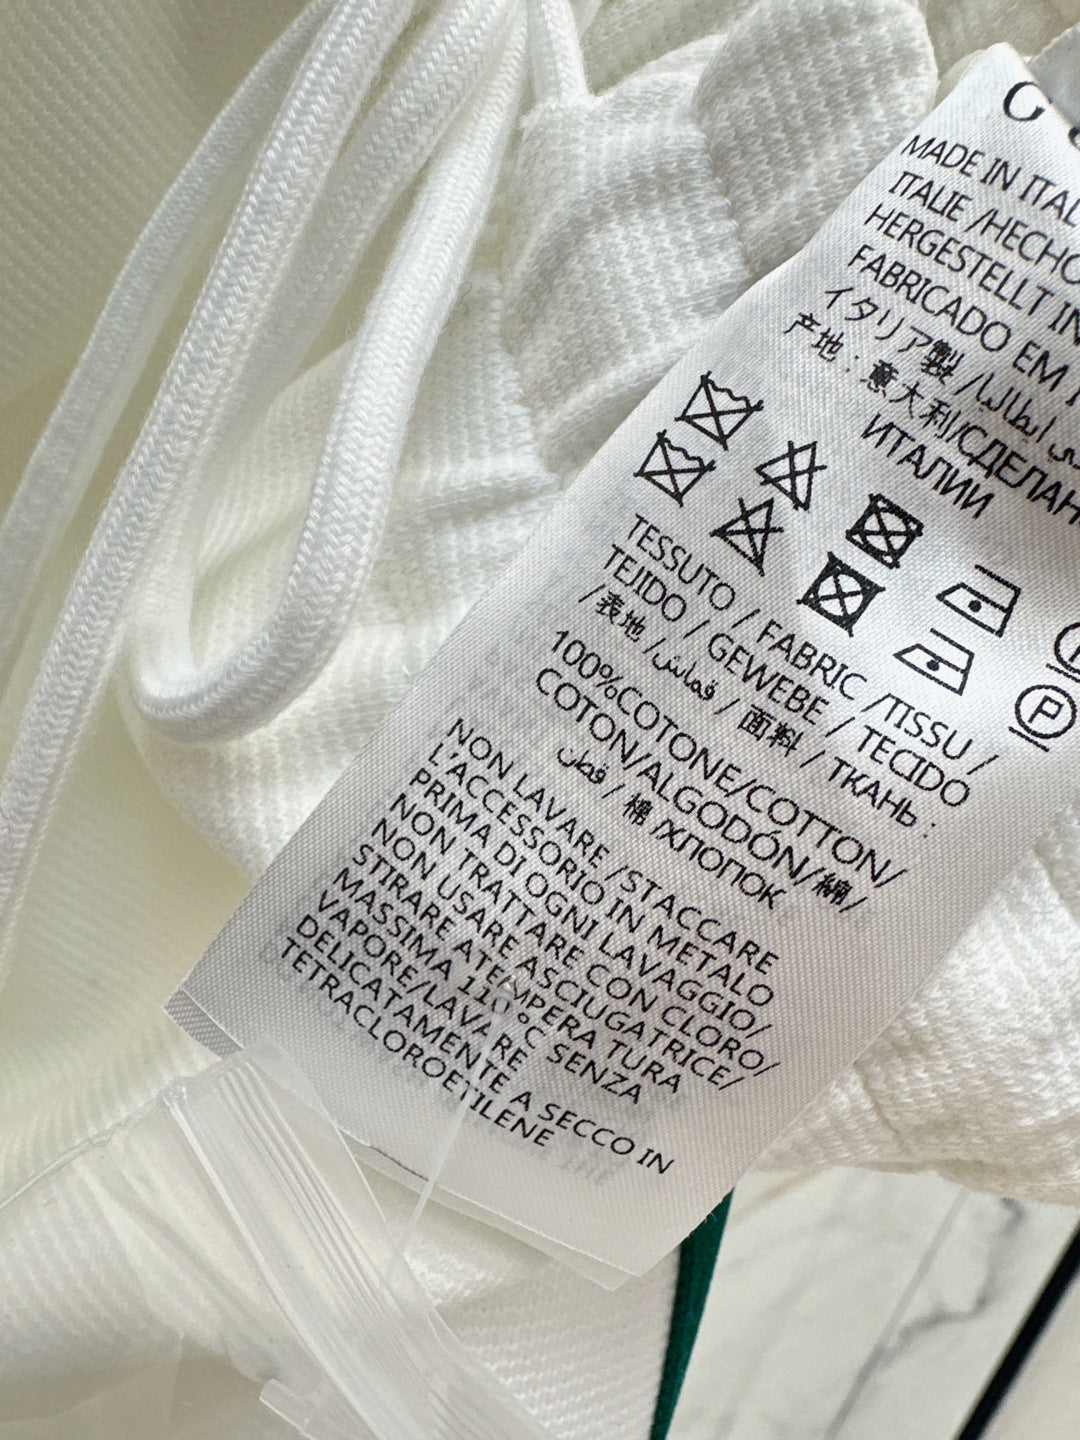 G
MADE IN ITAL
ITALIE /HECHO
HERGESTELLT IN
FABRICADO EM I
イタリア製 /
产地 : 意大利/СДЕЛАН
ИТАЛИИ
P
TESSUTO / FABRIC /TISSU /
TEJIDO / GEWEBE / TECIDO
/表地 /قماش / 面料 / ТКАНЬ :
100%COTONE/COTTON/
COTON/ALGODÓN/綿/
قطن / 棉 /ХЛОПОК
NON LAVARE /STACCARE
L'ACCESSORIO IN METALO
PRIMA DI OGNI LAVAGGIO/
NON TRATTARE CON CLORO/
NON USARE ASCIUGATRICE/
STIRARE ATEMPERA TURA
MASSIMA 110 °C SENZA
VAPORE/LAVARE
DELICATAMENTE A SECCO IN
TETRACLOROETILENE